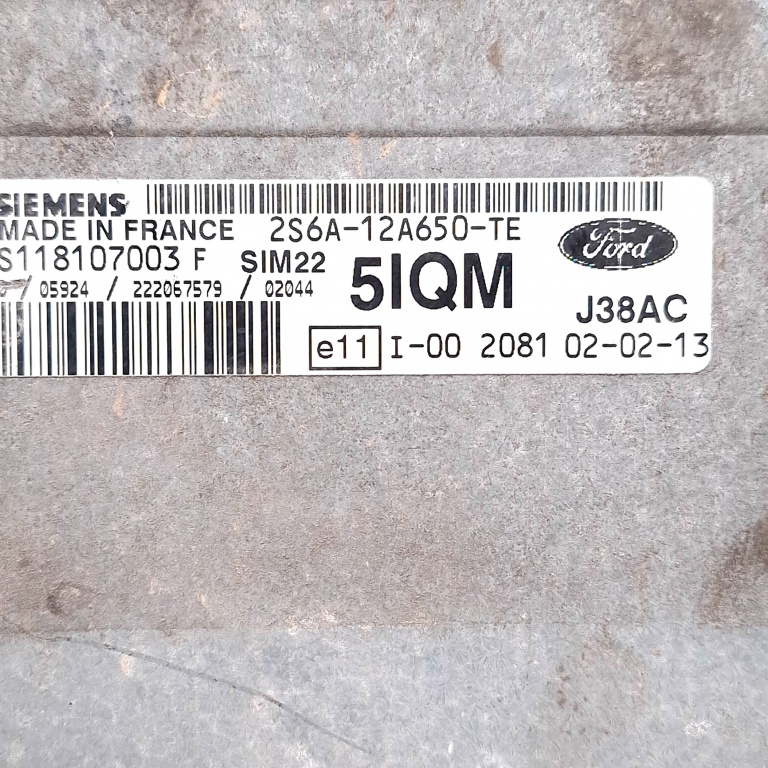 SIEMENS
MADE IN FRANCE 2S6A-12A650-TE
Ford
S118107003 F SIM22 5IQM
/ 05924 / 222067579 / 02044
J38AC
e11 I-00 2081 02-02-13